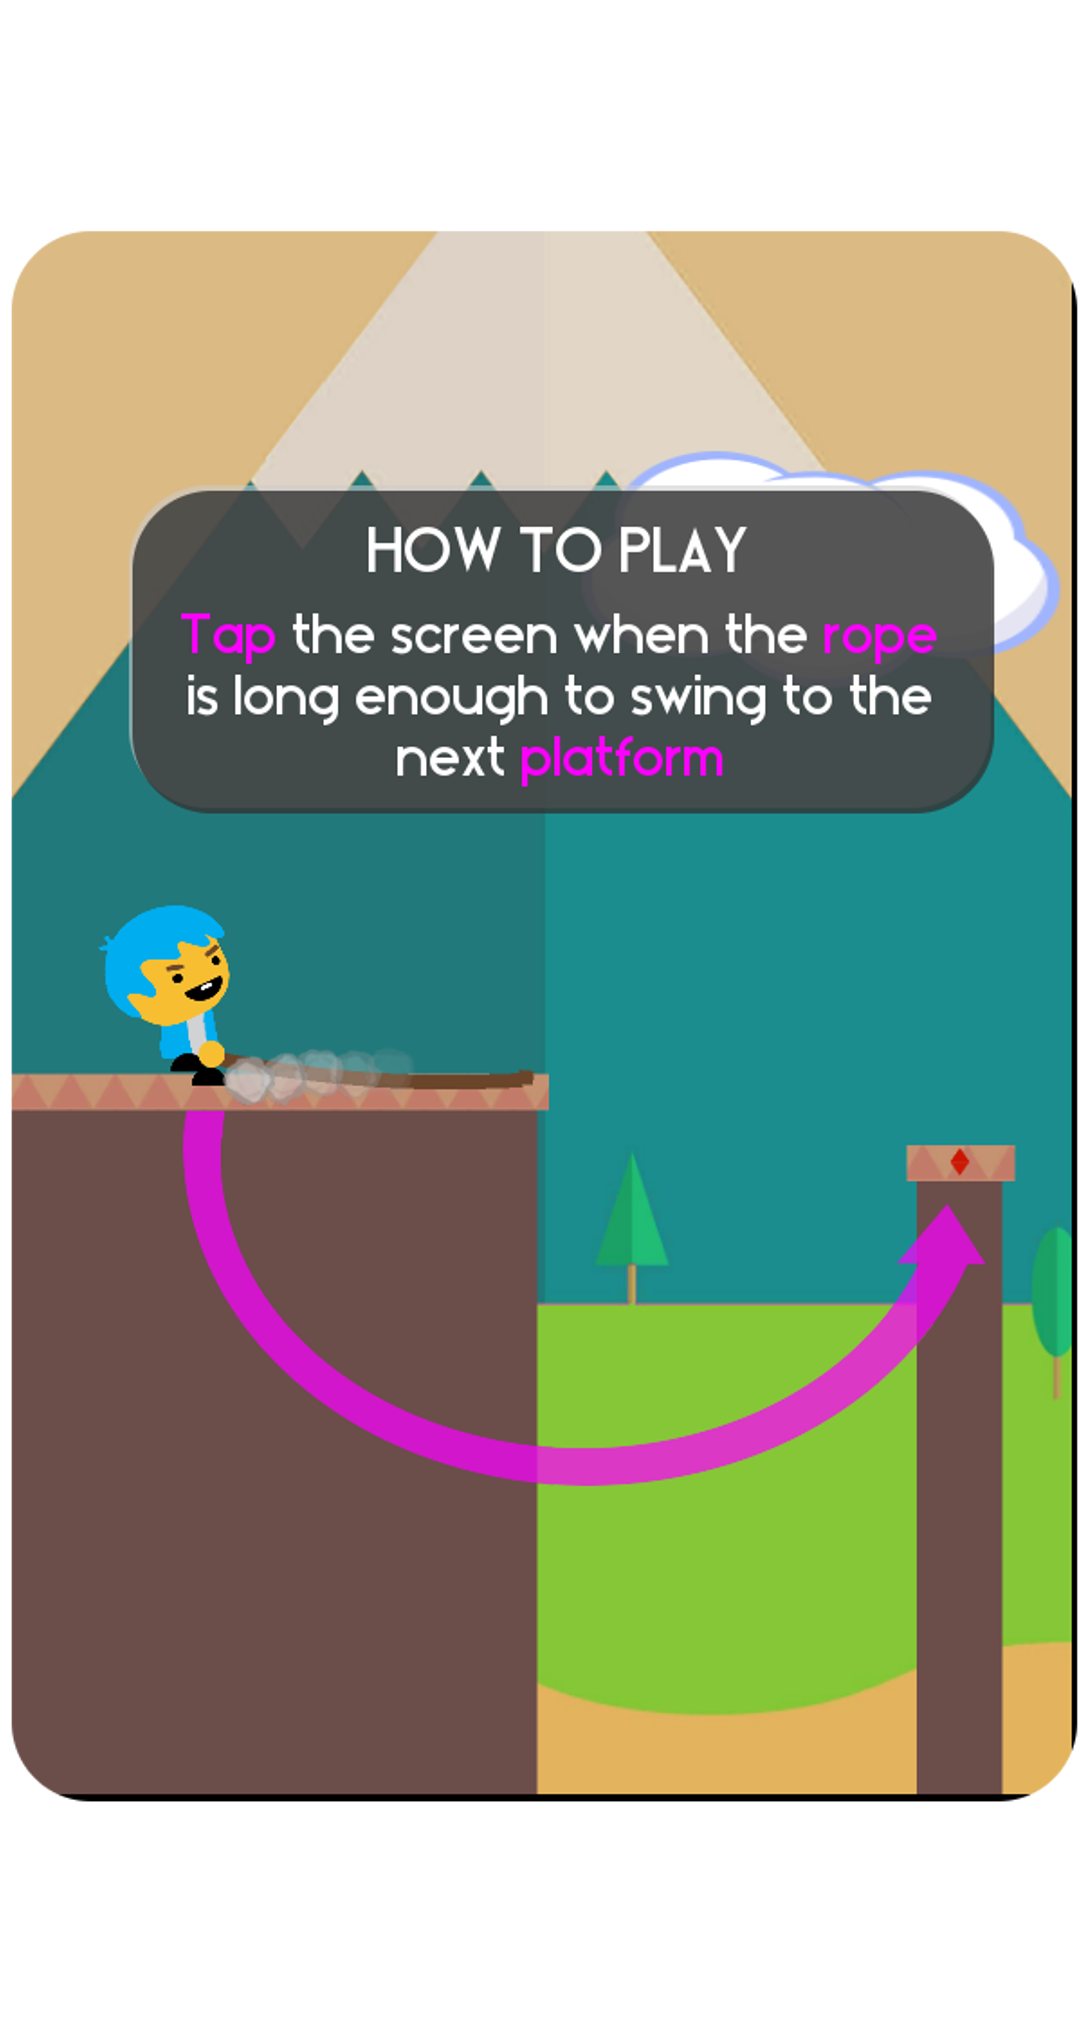 HOW TO PLAY
Tap the screen when the rope
is long enough to swing to the
next platform